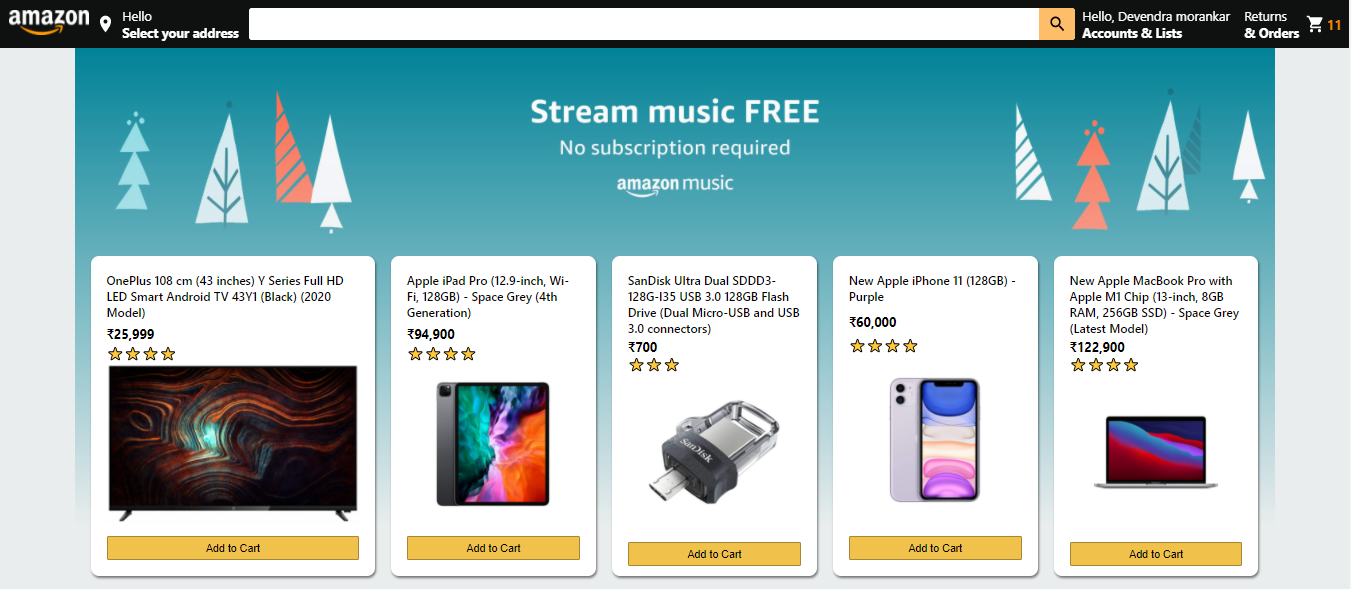 amazon
Hello
Select your address
Hello, Devendra morankar
Accounts & Lists
Returns
& Orders
11
Stream music FREE
No subscription required
amazon music
OnePlus 108 cm (43 inches) Y Series Full HD
LED Smart Android TV 43Y1 (Black) (2020
Model)
₹25,999
Add to Cart
Apple iPad Pro (12.9-inch, Wi-
Fi, 128GB) - Space Grey (4th
Generation)
₹94,900
Add to Cart
SanDisk Ultra Dual SDDD3-
128G-I35 USB 3.0 128GB Flash
Drive (Dual Micro-USB and USB
3.0 connectors)
₹700
SanDisk
Add to Cart
New Apple iPhone 11 (128GB) -
Purple
₹60,000
Add to Cart
New Apple MacBook Pro with
Apple M1 Chip (13-inch, 8GB
RAM, 256GB SSD) - Space Grey
(Latest Model)
₹122,900
Add to Cart